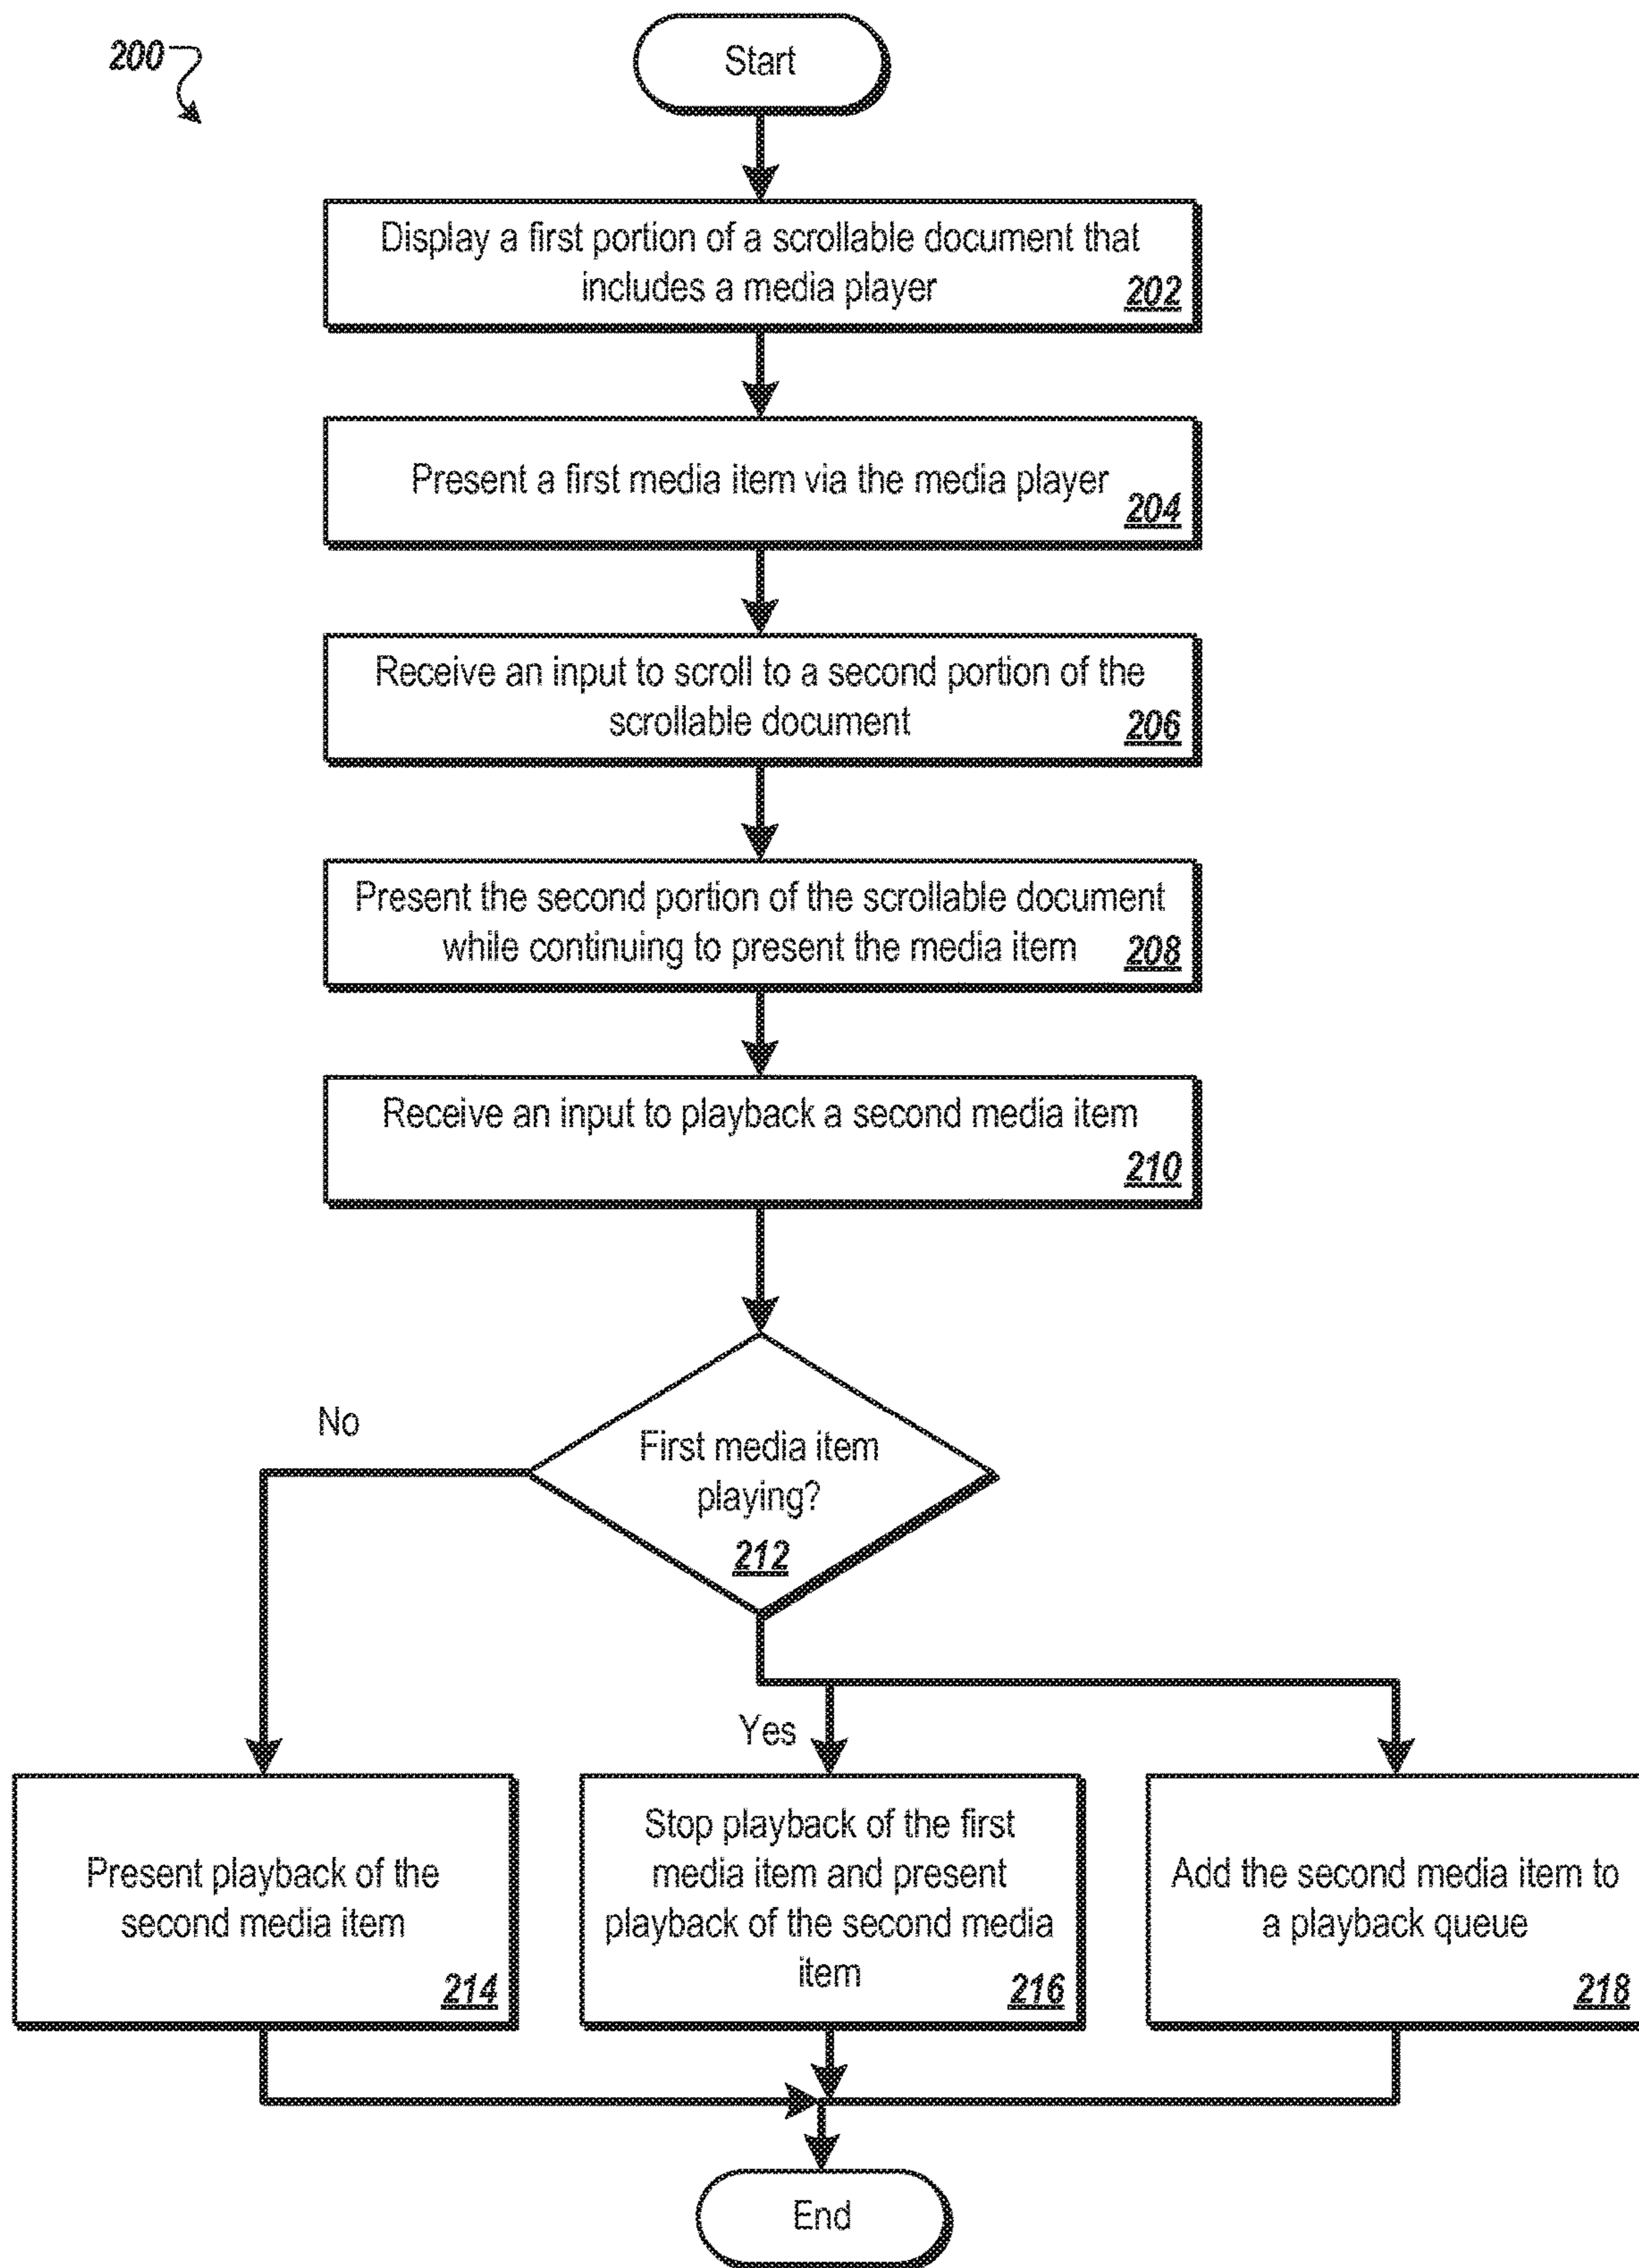 200
Start
Display a first portion of a scrollable document that
includes a media player
202
Present a first media item via the media player
204
Receive an input to scroll to a second portion of the
scrollable document
206
Present the second portion of the scrollable document
while continuing to present the media item
208
Receive an input to playback a second media item
210
First media item
playing?
212
No
Yes
Present playback of the
second media item
214
Stop playback of the first
media item and present
playback of the second media
item
216
Add the second media item to
a playback queue
218
End